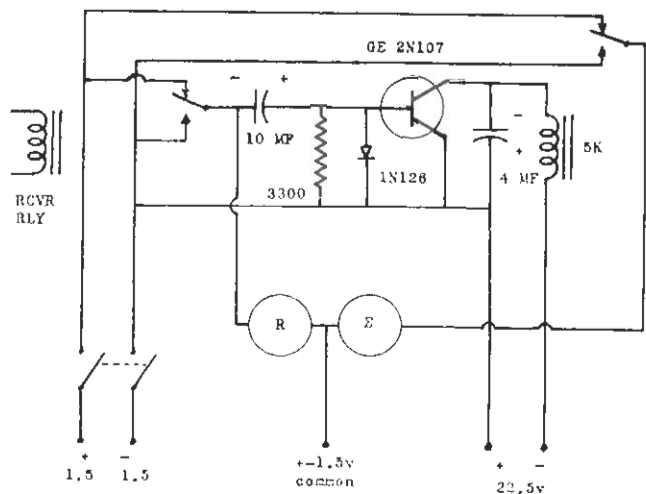 GE 2N107
- +
10 MF
3300
1N126
-
+
4 MF
5K
RCVR
RLY
R
E
+
1.5
-
1.5
+-1.5v
common
+ -
22.5v